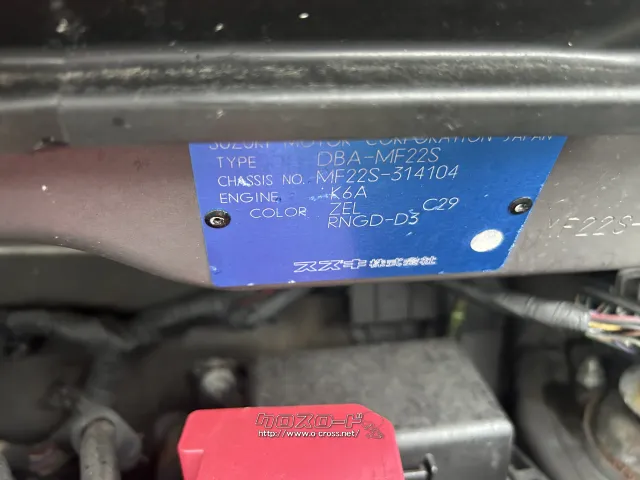 SUZUKI MOTOR CORPORATION JAPAN
TYPE DBA-MF22S
CHASSIS NO. MF22S-314104
ENGINE K6A
COLOR ZEL C29
RNGD-D3
スズキ株式会社
MF22S-
クロスロード
http://www.o-cross.net/